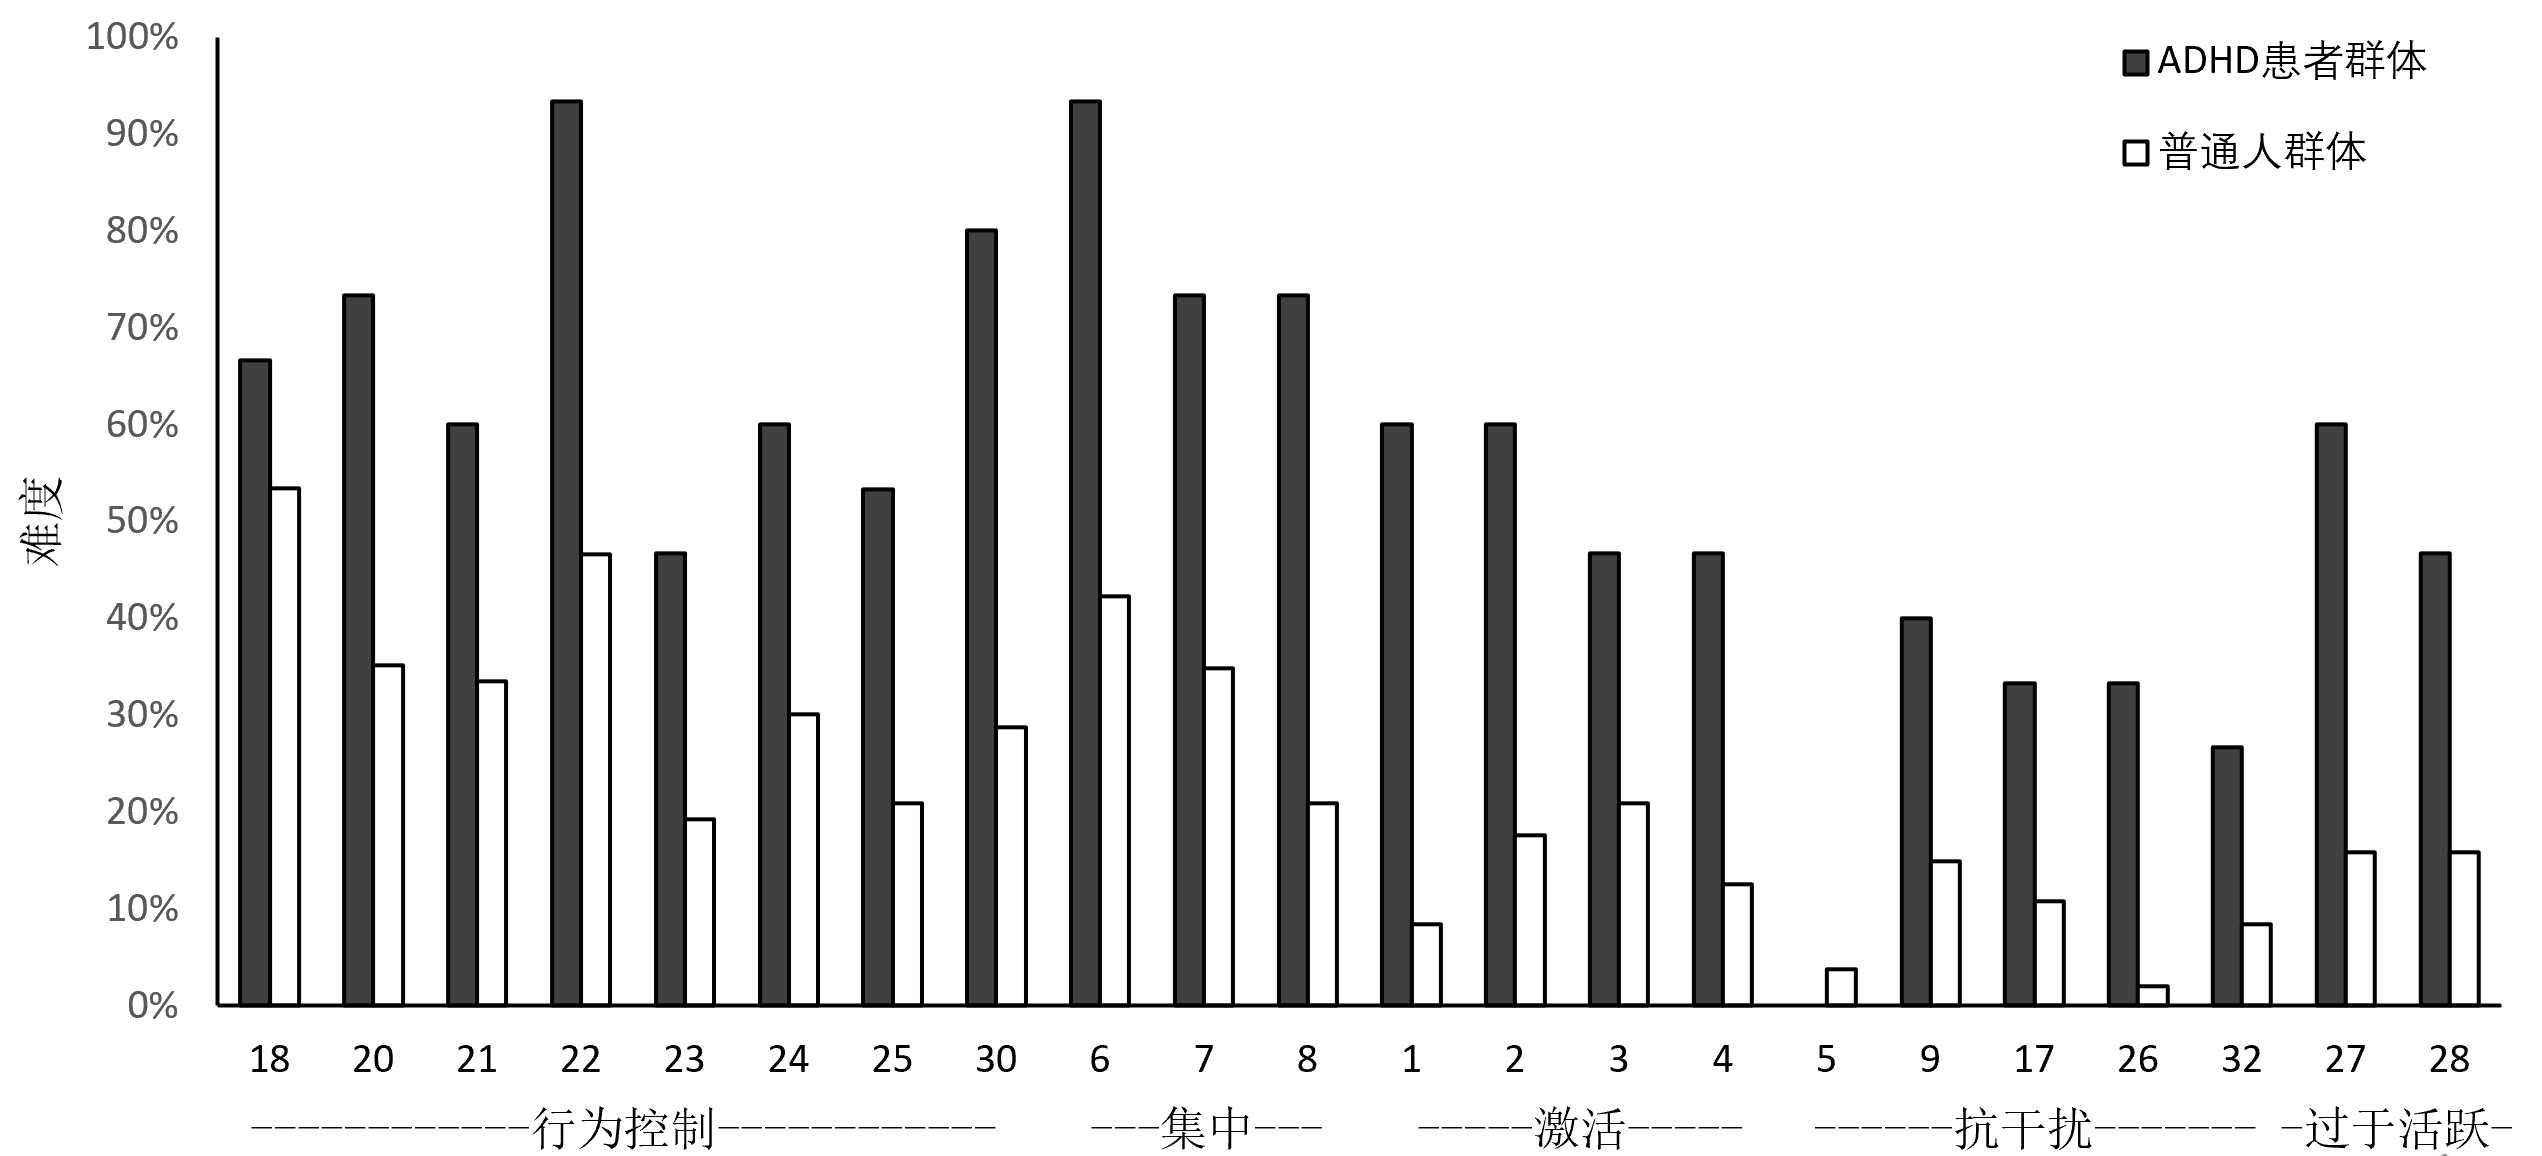 100%
90%
80%
70%
60%
50%
40%
30%
20%
10%
0%
难度
ADHD患者群体
普通人群体
18 20 21 22 23 24 25 30 6 7 8 1 2 3 4 5 9 17 26 32 27 28
------------行为控制------------ ---集中--- -----激活----- ------抗干扰------- -过于活跃-